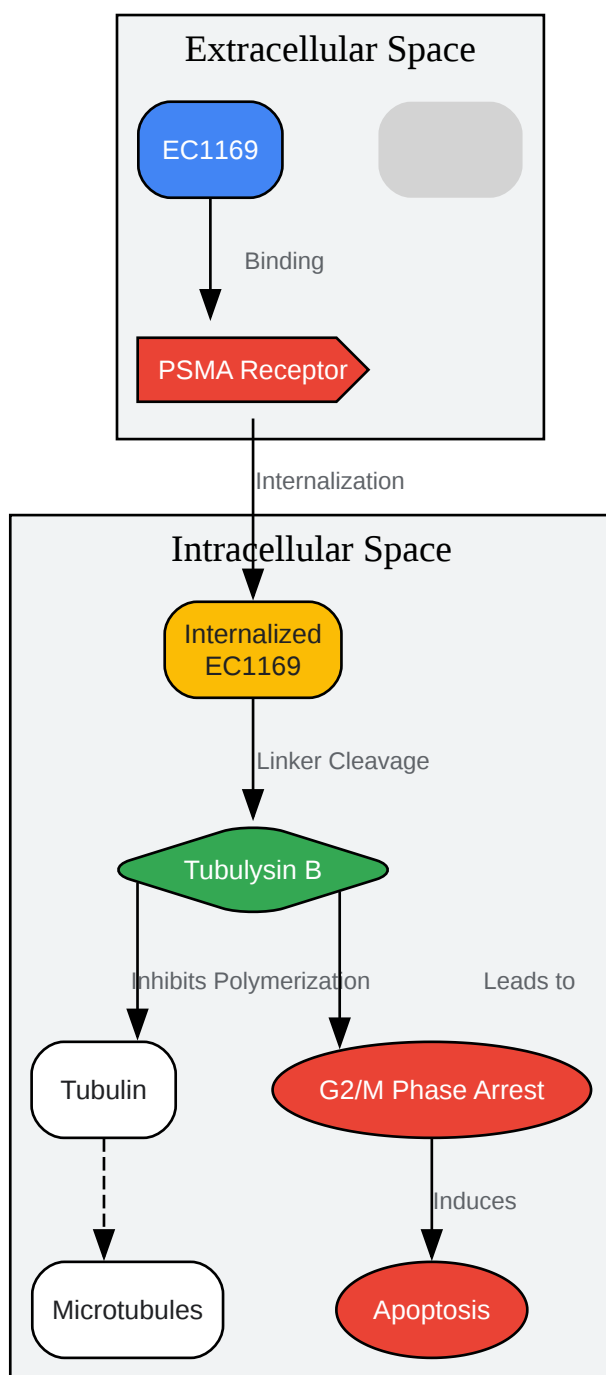 Extracellular Space
EC1169
Binding
PSMA Receptor
Internalization
Intracellular Space
Internalized
EC1169
Linker Cleavage
Tubulysin B
Inhibits Polymerization
Leads to
Tubulin
G2/M Phase Arrest
Induces
Microtubules
Apoptosis